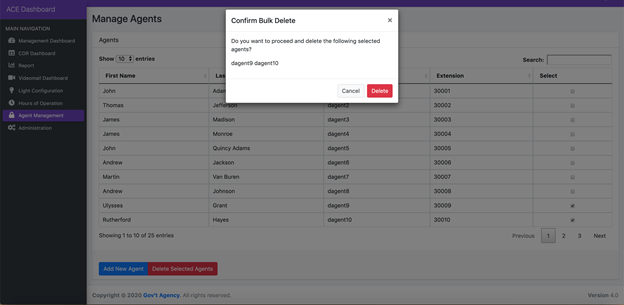 ACE Dashboard
MAIN NAVIGATION
Management Dashboard
CDR Dashboard
Report
Videomail Dashboard
Light Configuration
Hours of Operation
Agent Management
Administration
Manage Agents
Agents
Show 10 entries
Search:
First Name Las Extension Select
John Adam 30001
Thomas Jefferson dagent2 30002
James Madison dagent3 30003
James Monroe dagent4 30004
John Quincy Adams dagent5 30005
Andrew Jackson dagent6 30006
Martin Van Buren dagent7 30007
Andrew Johnson dagent8 30008
Ulysses Grant dagent9 30009
Rutherford Hayes dagent10 30010
Showing 1 to 10 of 25 entries
Previous 1 2 3 Next
Add New Agent Delete Selected Agents
Copyright © 2020 Gov't Agency. All rights reserved.
Version 4.0
Confirm Bulk Delete ×
Do you want to proceed and delete the following selected
agents?
dagent9 dagent10
Cancel Delete